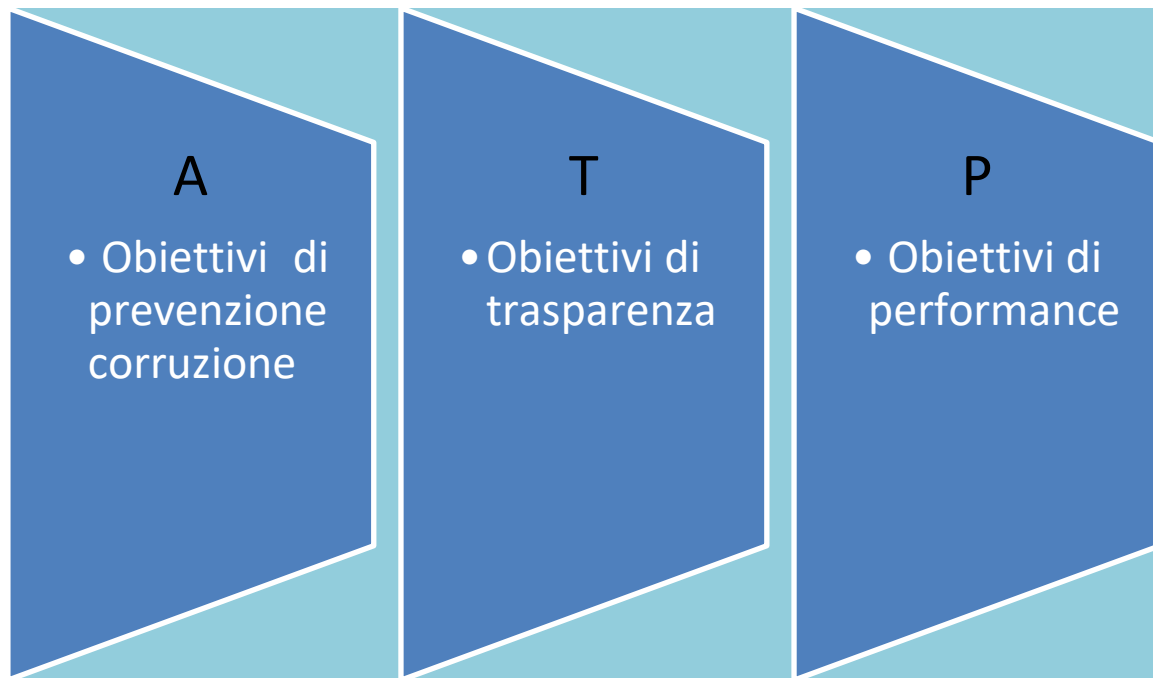 A
• Obiettivi di
prevenzione
corruzione
T
• Obiettivi di
trasparenza
P
• Obiettivi di
performance